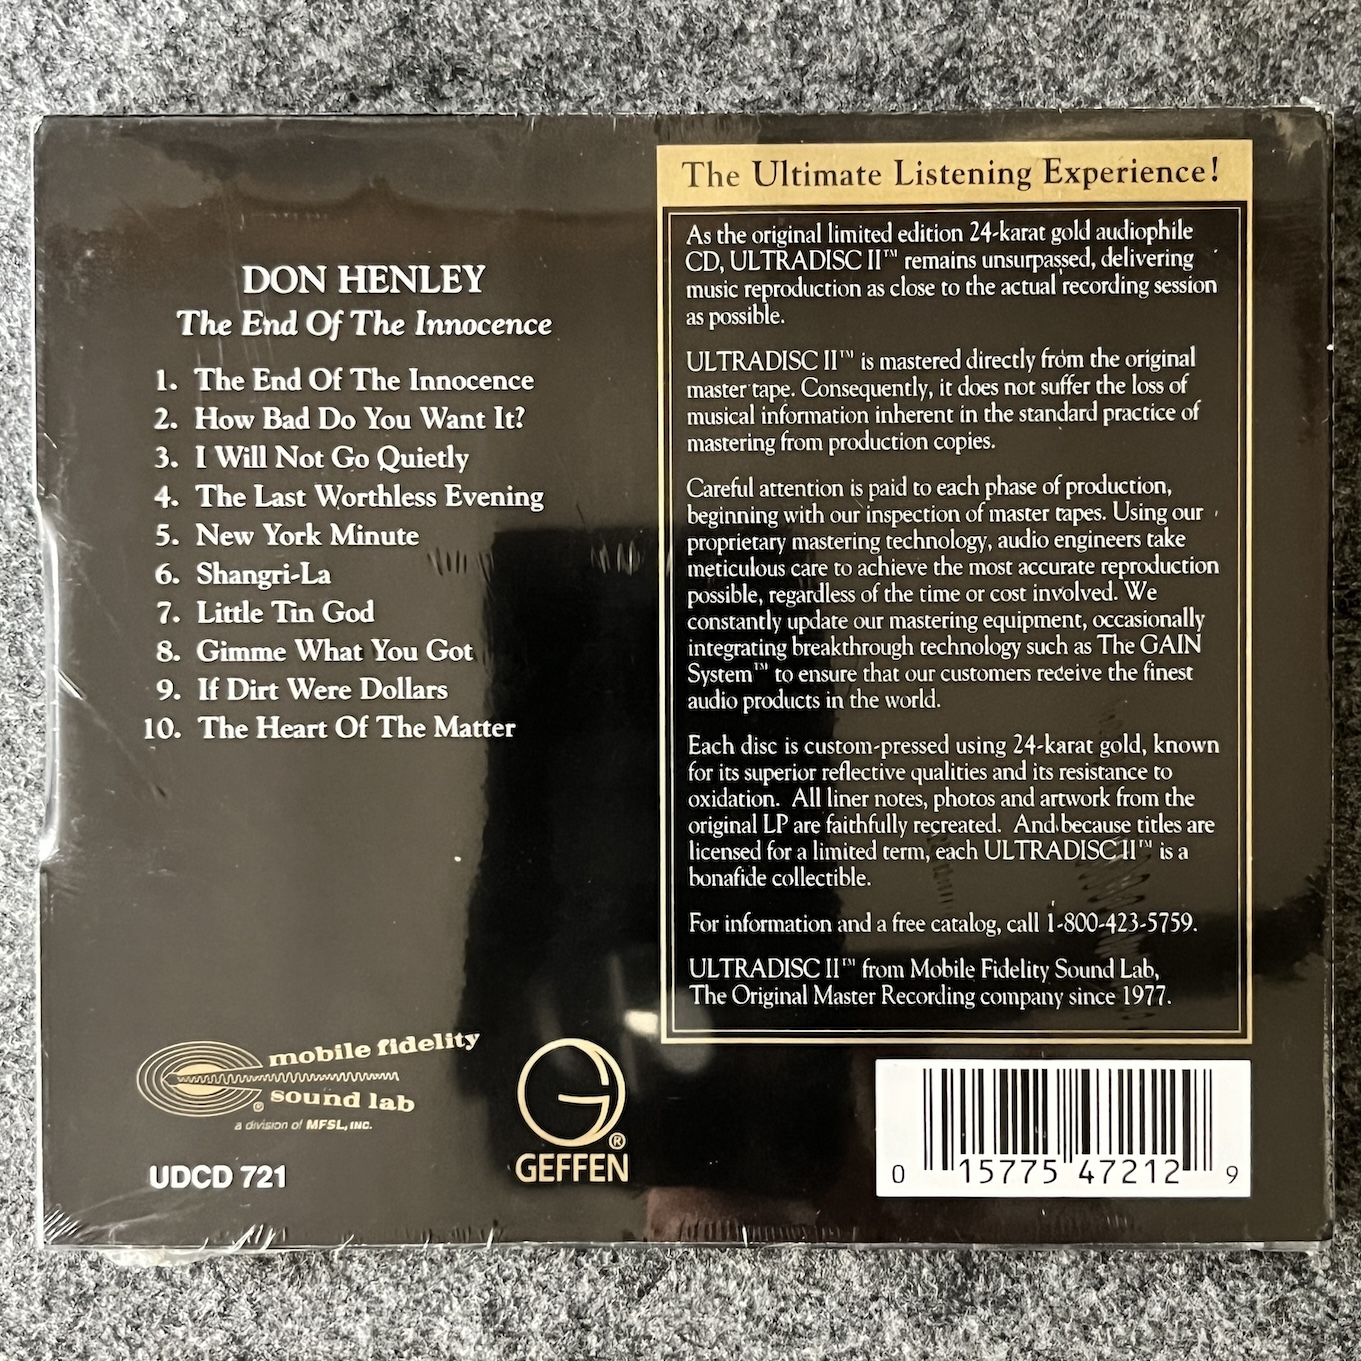 DON HENLEY
The End Of The Innocence
1. The End Of The Innocence
2. How Bad Do You Want It?
3. I Will Not Go Quietly
4. The Last Worthless Evening
5. New York Minute
6. Shangri-La
7. Little Tin God
8. Gimme What You Got
9. If Dirt Were Dollars
10. The Heart Of The Matter
The Ultimate Listening Experience!
As the original limited edition 24-karat gold audiophile
CD, ULTRADISC II™ remains unsurpassed, delivering
music reproduction as close to the actual recording session
as possible.
ULTRADISC II™ is mastered directly from the original
master tape. Consequently, it does not suffer the loss of
musical information inherent in the standard practice of
mastering from production copies.
Careful attention is paid to each phase of production,
beginning with our inspection of master tapes. Using our
proprietary mastering technology, audio engineers take
meticulous care to achieve the most accurate reproduction
possible, regardless of the time or cost involved. We
constantly update our mastering equipment, occasionally
integrating breakthrough technology such as The GAIN
System™ to ensure that our customers receive the finest
audio products in the world.
Each disc is custom-pressed using 24-karat gold, known
for its superior reflective qualities and its resistance to
oxidation. All liner notes, photos and artwork from the
original LP are faithfully recreated. And because titles are
licensed for a limited term, each ULTRADISC II™ is a
bonafide collectible.
For information and a free catalog, call 1-800-423-5759.
ULTRADISC II™ from Mobile Fidelity Sound Lab,
The Original Master Recording company since 1977.
mobile fidelity
sound lab
®
a division of MFSL, INC.
UDCD 721
®
GEFFEN
0 15775 47212 9